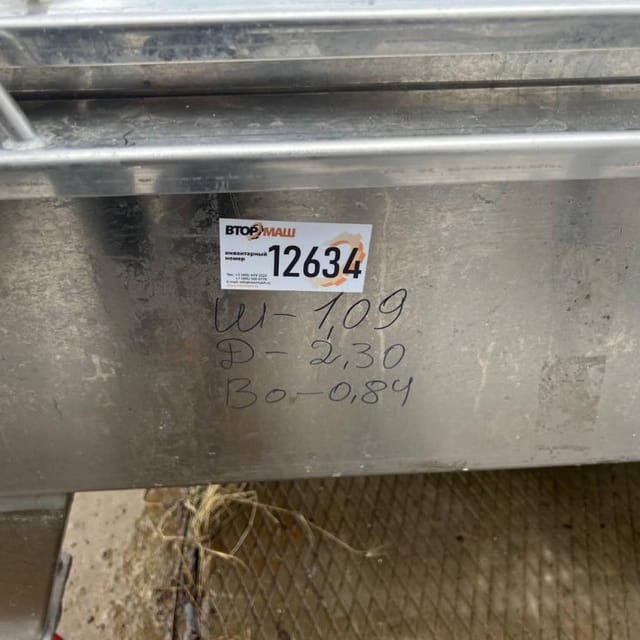 ВТОРМАШ
инвентарный
номер
12634
Ш - 1,09
Д - 2,30
Во - 0,84